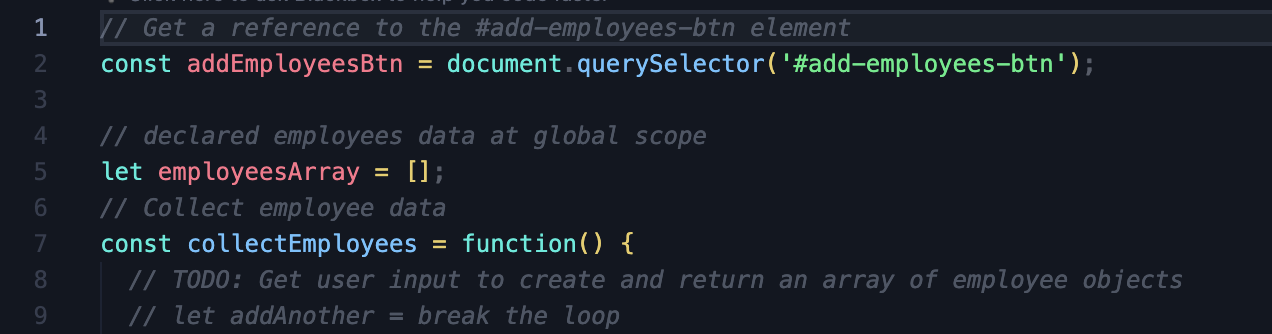 1 // Get a reference to the #add-employees-btn element
2 const addEmployeesBtn = document.querySelector('#add-employees-btn');
3
4 // declared employees data at global scope
5 let employeesArray = [];
6 // Collect employee data
7 const collectEmployees = function() {
8 // TODO: Get user input to create and return an array of employee objects
9 // let addAnother = break the loop